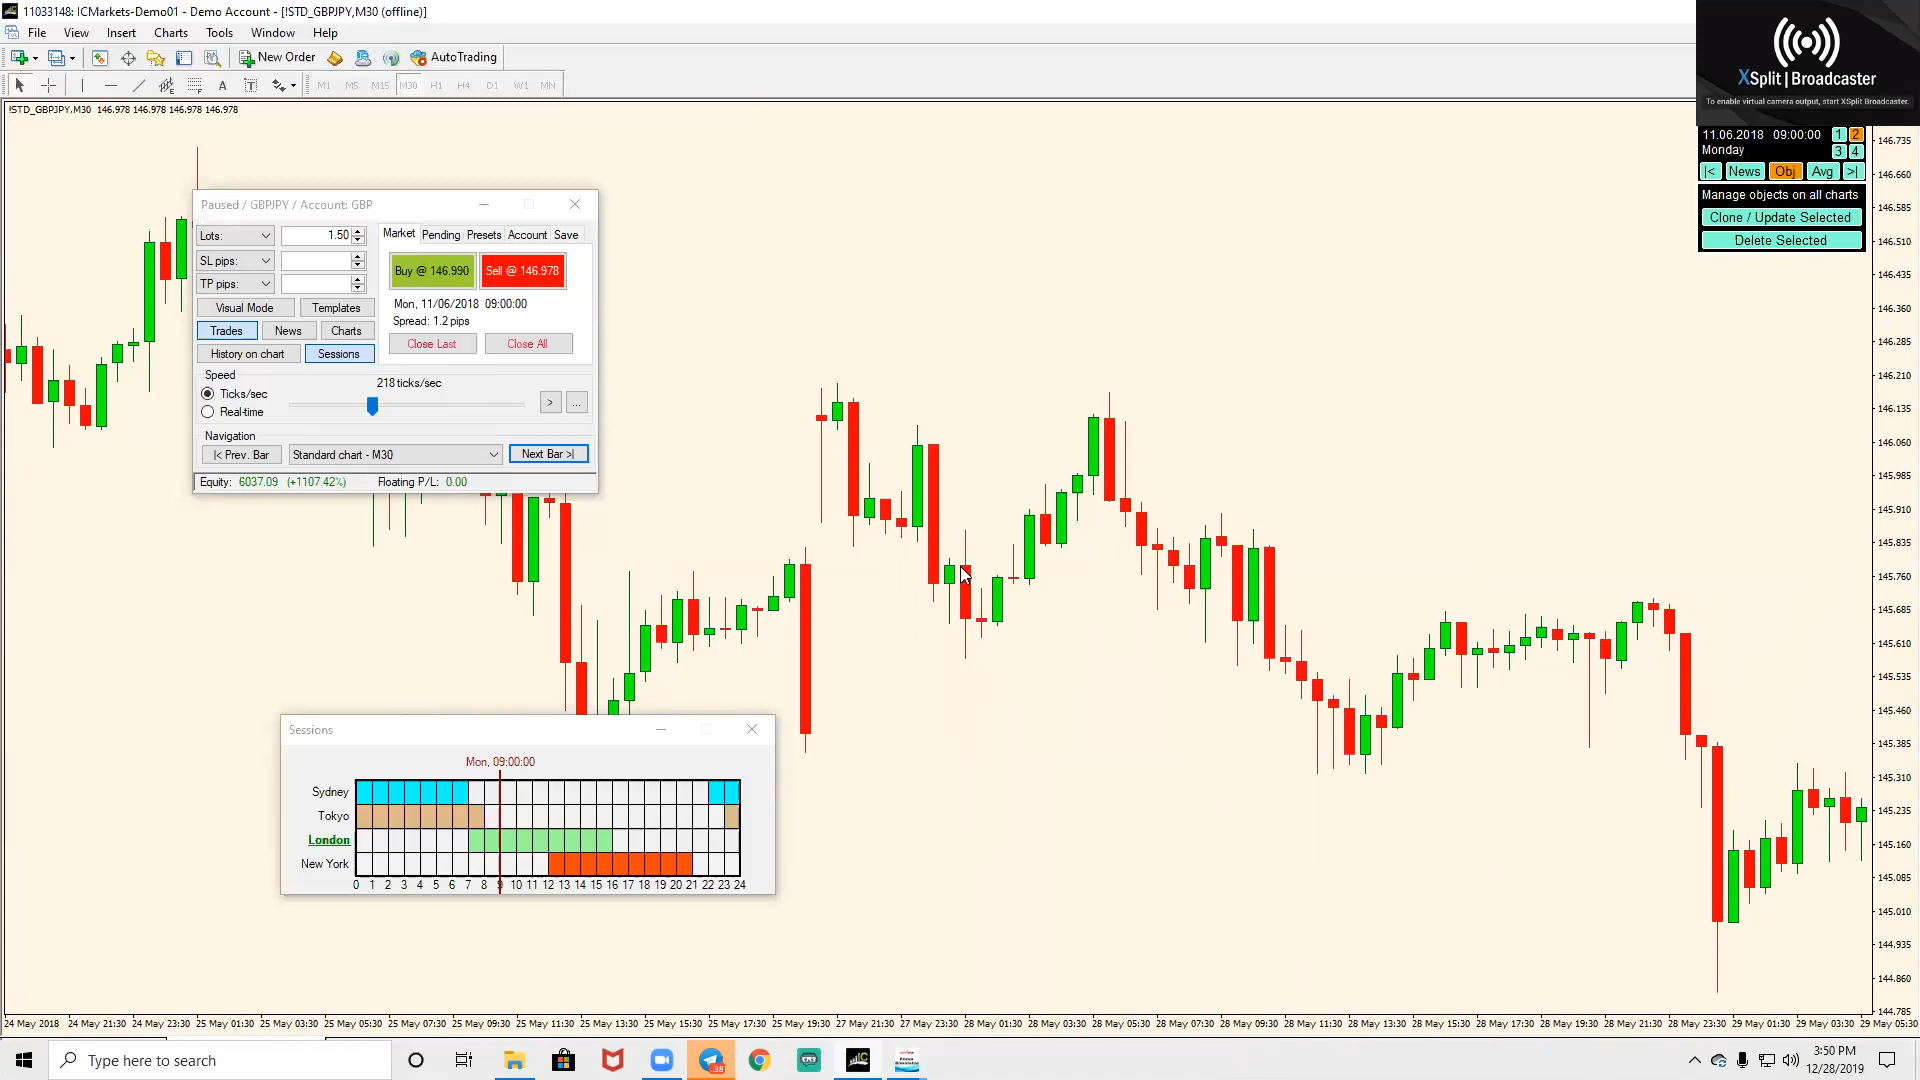 11033148: ICMarkets-Demo01 - Demo Account - [!STD_GBPJPY,M30 (offline)]
File View Insert Charts Tools Window Help
New Order AutoTrading
A T M1 M5 M15 M30 H1 H4 D1 W1 MN
XSplit | Broadcaster
To enable virtual camera output, start XSplit Broadcaster.
!STD_GBPJPY,M30 146.978 146.978 146.978 146.978
11.06.2018 09:00:00 1 2
Monday 3 4
|< News Obj Avg >|
Manage objects on all charts
Clone / Update Selected
Delete Selected
Paused / GBPJPY / Account: GBP
Lots: 1.50
SL pips:
TP pips:
Visual Mode Templates
Trades News Charts
History on chart Sessions
Market Pending Presets Account Save
Buy @ 146.990 Sell @ 146.978
Mon, 11/06/2018 09:00:00
Spread: 1.2 pips
Close Last Close All
Speed
218 ticks/sec
Ticks/sec
Real-time
> ...
Navigation
|< Prev. Bar Standard chart - M30 Next Bar >|
Equity: 6037.09 (+1107.42%) Floating P/L: 0.00
Sessions
Mon, 09:00:00
Sydney
Tokyo
London
New York
0 1 2 3 4 5 6 7 8 9 10 11 12 13 14 15 16 17 18 19 20 21 22 23 24
146.735
146.660
146.585
146.510
146.435
146.360
146.285
146.210
146.135
146.060
145.985
145.910
145.835
145.760
145.685
145.610
145.535
145.460
145.385
145.310
145.235
145.160
145.085
145.010
144.935
144.860
144.785
24 May 2018 24 May 21:30 24 May 23:30 25 May 01:30 25 May 03:30 25 May 05:30 25 May 07:30 25 May 09:30 25 May 11:30 25 May 13:30 25 May 15:30 25 May 17:30 25 May 19:30 27 May 21:30 27 May 23:30 28 May 01:30 28 May 03:30 28 May 05:30 28 May 07:30 28 May 09:30 28 May 11:30 28 May 13:30 28 May 15:30 28 May 17:30 28 May 19:30 28 May 21:30 28 May 23:30 29 May 01:30 29 May 03:30 29 May 05:30
Type here to search
38
3:50 PM
12/28/2019